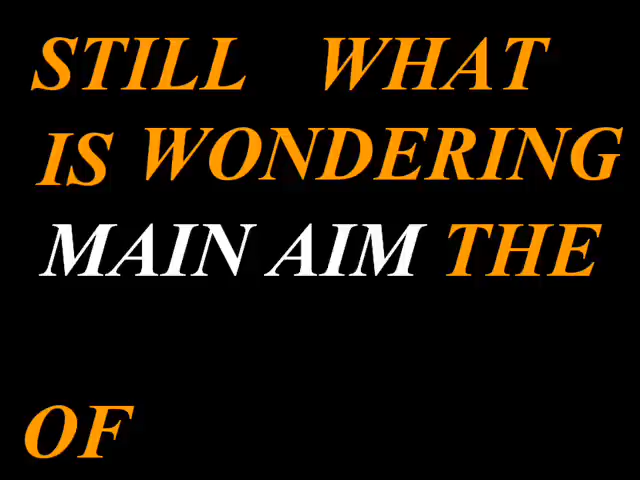 STILL WHAT
IS WONDERING
MAIN AIM THE
OF